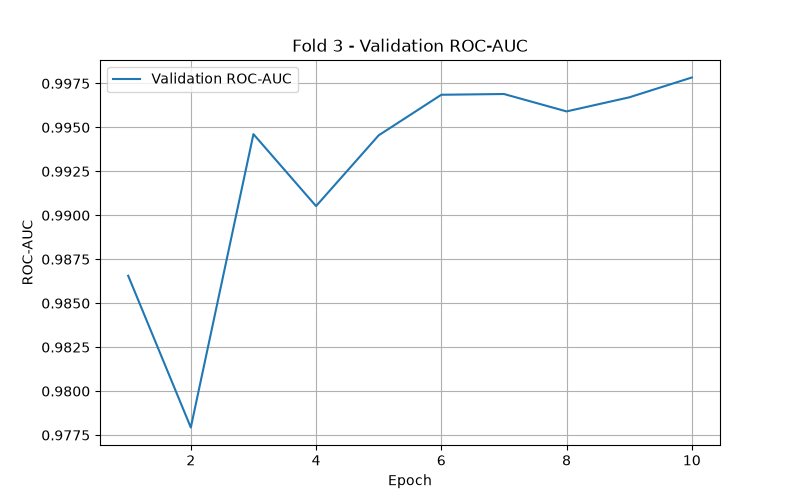 Fold 3 - Validation ROC-AUC
Validation ROC-AUC
ROC-AUC
0.9975
0.9950
0.9925
0.9900
0.9875
0.9850
0.9825
0.9800
0.9775
2 4 6 8 10
Epoch